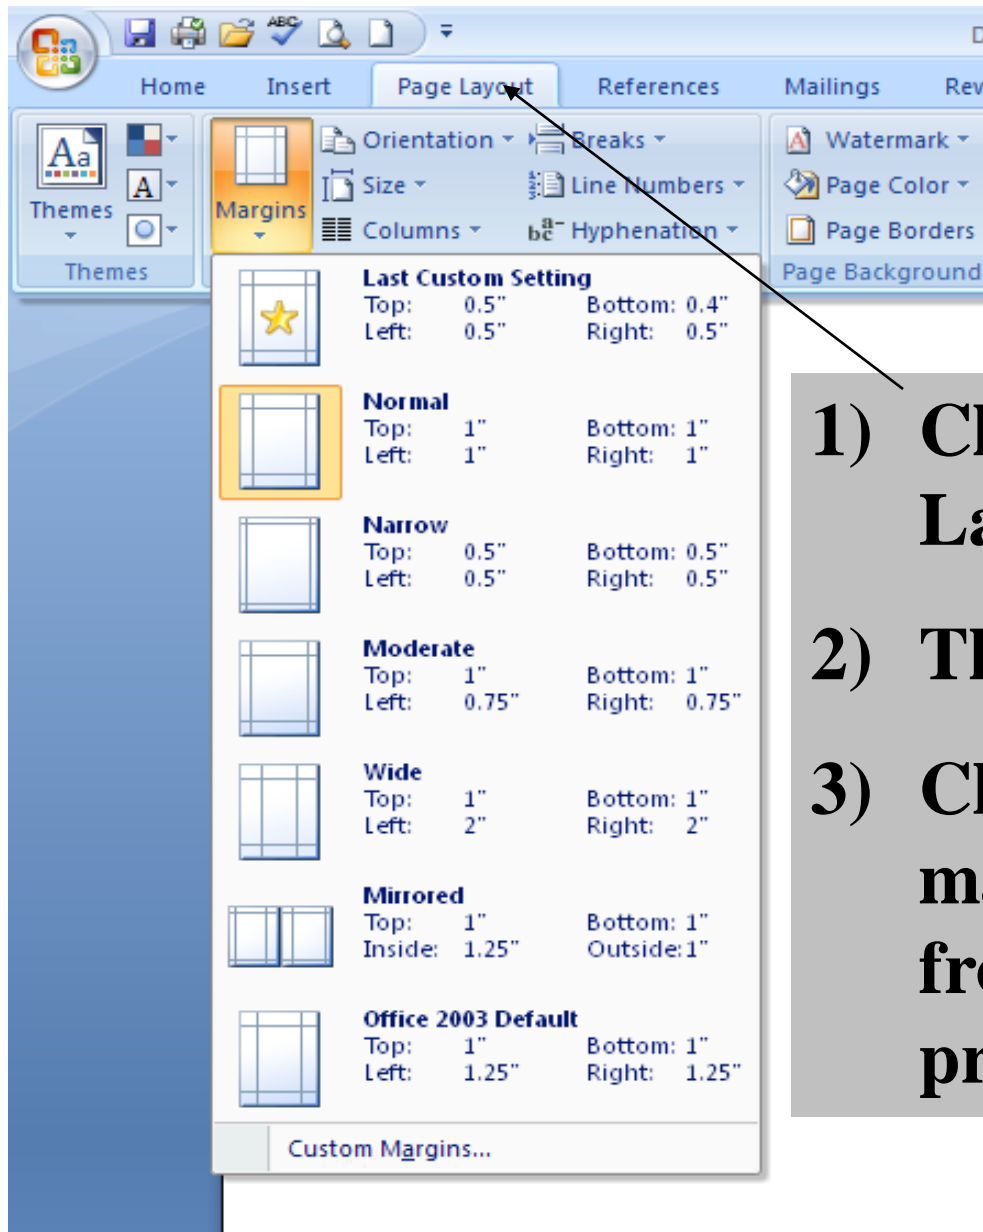 ABC
Home Insert Page Layout References Mailings
Aa
Orientation Breaks Watermark
A
Size Line Numbers Page Color
Themes Margins
Columns Hyphenation Page Borders
Themes Page Background
Last Custom Setting
Top: 0.5" Bottom: 0.4"
Left: 0.5" Right: 0.5"
Normal
Top: 1" Bottom: 1"
Left: 1" Right: 1"
Narrow
Top: 0.5" Bottom: 0.5"
Left: 0.5" Right: 0.5"
Moderate
Top: 1" Bottom: 1"
Left: 0.75" Right: 0.75"
Wide
Top: 1" Bottom: 1"
Left: 2" Right: 2"
Mirrored
Top: 1" Bottom: 1"
Inside: 1.25" Outside: 1"
Office 2003 Default
Top: 1" Bottom: 1"
Left: 1.25" Right: 1.25"
Custom Margins...
1)
2)
3)